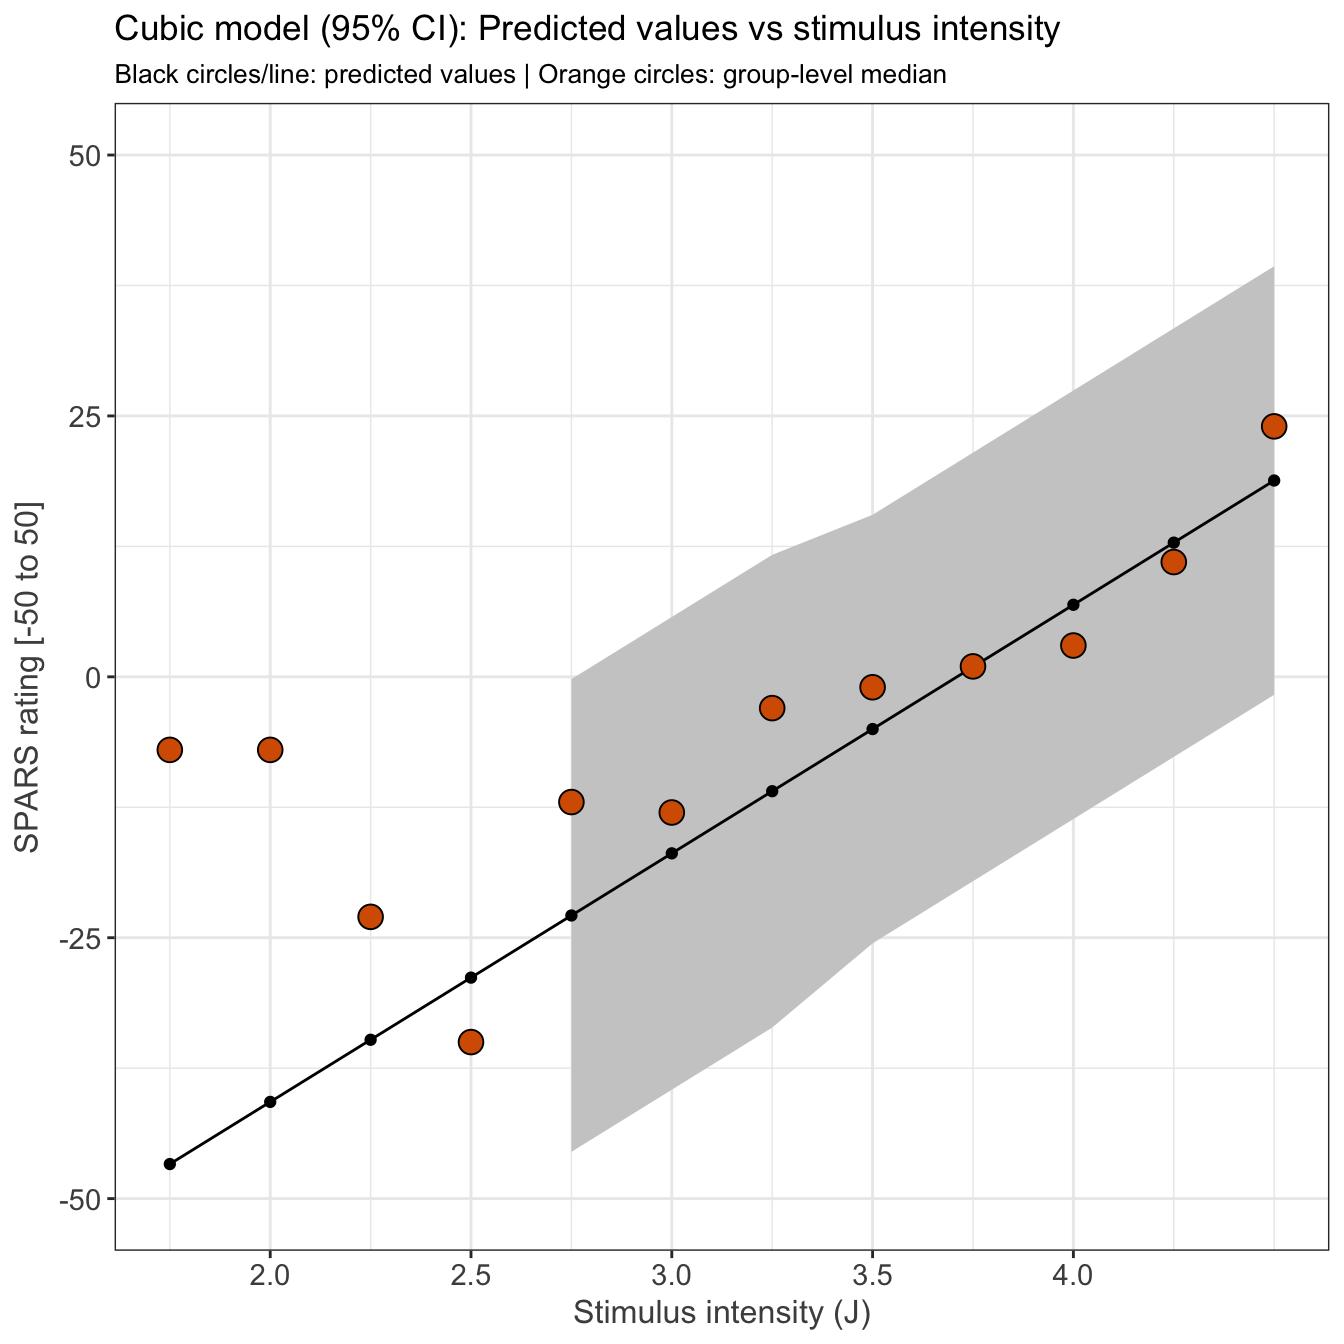 Cubic model (95% CI): Predicted values vs stimulus intensity
Black circles/line: predicted values | Orange circles: group-level median
50
25
0
-25
-50
SPARS rating [-50 to 50]
2.0
2.5
3.0
3.5
4.0
Stimulus intensity (J)